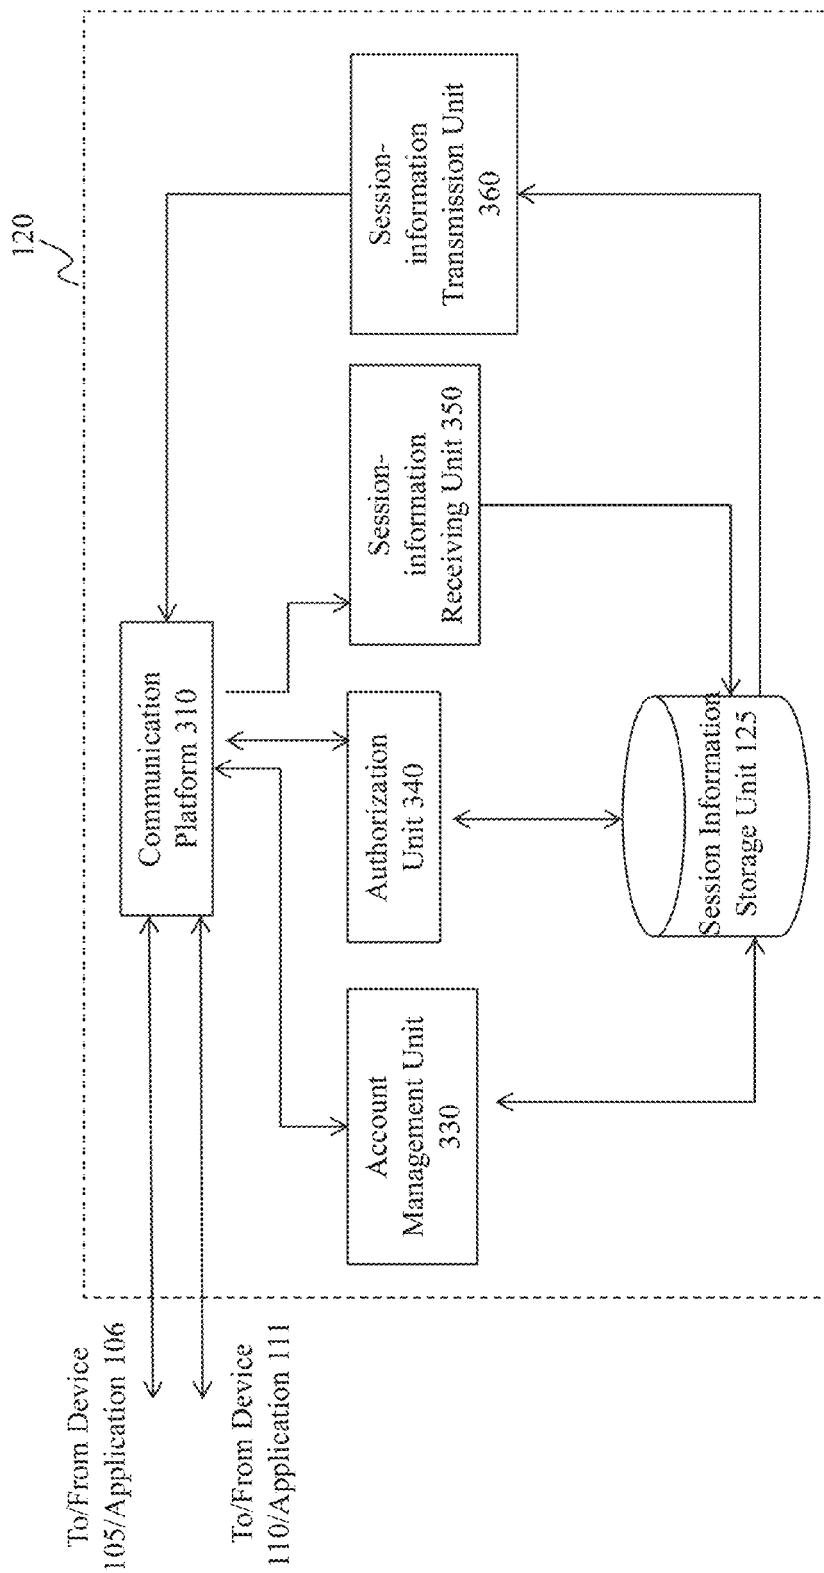 120
To/From Device
105/Application 106
To/From Device
110/Application 111
Communication
Platform 310
Account
Management Unit
330
Authorization
Unit 340
Session-
information
Receiving Unit 350
Session-
information
Transmission Unit
360
Session Information
Storage Unit 125